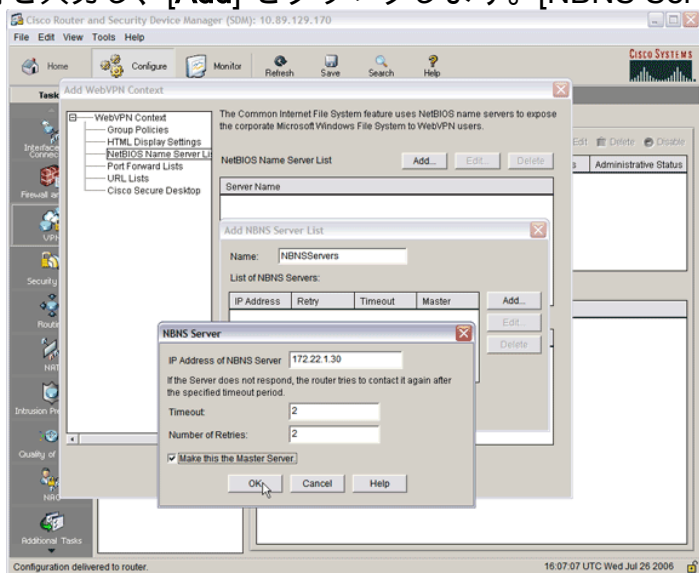 を入力し、[Add] をクリックします。[NBNS Ser
Cisco Router and Security Device Manager (SDM): 10.89.129.170
File Edit View Tools Help
CISCO SYSTEMS
Home Configure Monitor Refresh Save Search Help
Tasks
Add WebVPN Context
WebVPN Context
Group Policies
HTML Display Settings
NetBIOS Name Server Li
Port Forward Lists
URL Lists
Cisco Secure Desktop
The Common Internet File System feature uses NetBIOS name servers to expose
the corporate Microsoft Windows File System to WebVPN users.
NetBIOS Name Server List Add... Edit... Delete
Server Name
Edit Delete Disable
s Administrative Status
Interface
Connec
Firewall an
VPN
Security
Routin
NAT
Intrusion Pre
Quality of
NAC
Additional Tasks
Add NBNS Server List
Name: NBNSServers
List of NBNS Servers:
IP Address Retry Timeout Master Add...
Edit...
Delete
NBNS Server
IP Address of NBNS Server 172.22.1.30
If the Server does not respond, the router tries to contact it again after
the specified timeout period.
Timeout: 2
Number of Retries: 2
Make this the Master Server.
OK Cancel Help
Configuration delivered to router. 16:07:07 UTC Wed Jul 26 2006